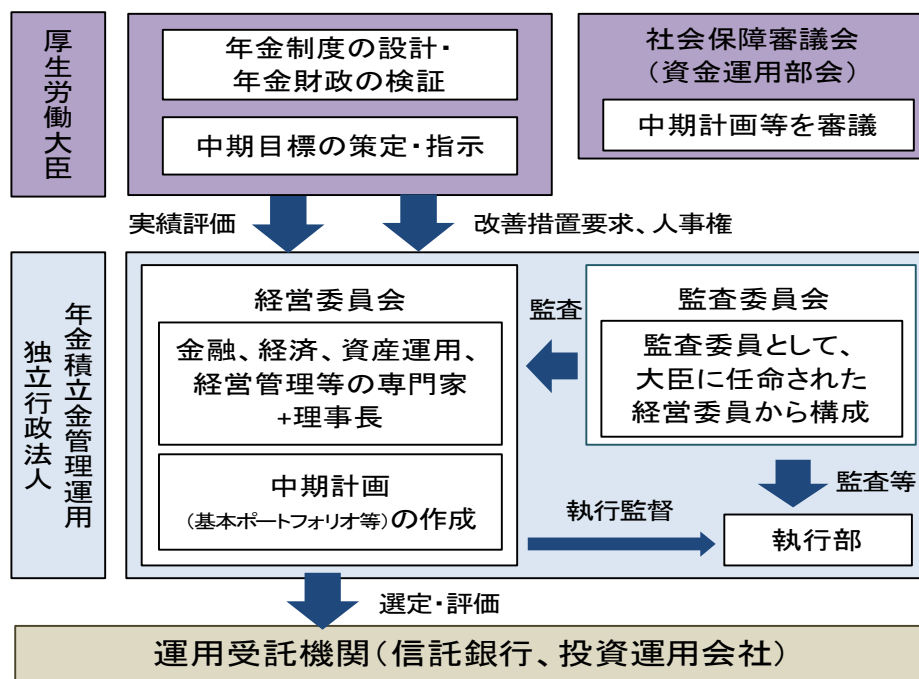 厚生労働大臣
年金制度の設計・
年金財政の検証
中期目標の策定・指示
社会保障審議会
（資金運用部会）
中期計画等を審議
実績評価
改善措置要求、人事権
年金積立金管理運用
独立行政法人
経営委員会
金融、経済、資産運用、
経営管理等の専門家
+理事長
中期計画
（基本ポートフォリオ等）の作成
監査
監査委員会
監査委員として、
大臣に任命された
経営委員から構成
監査等
執行監督
執行部
選定・評価
運用受託機関（信託銀行、投資運用会社）